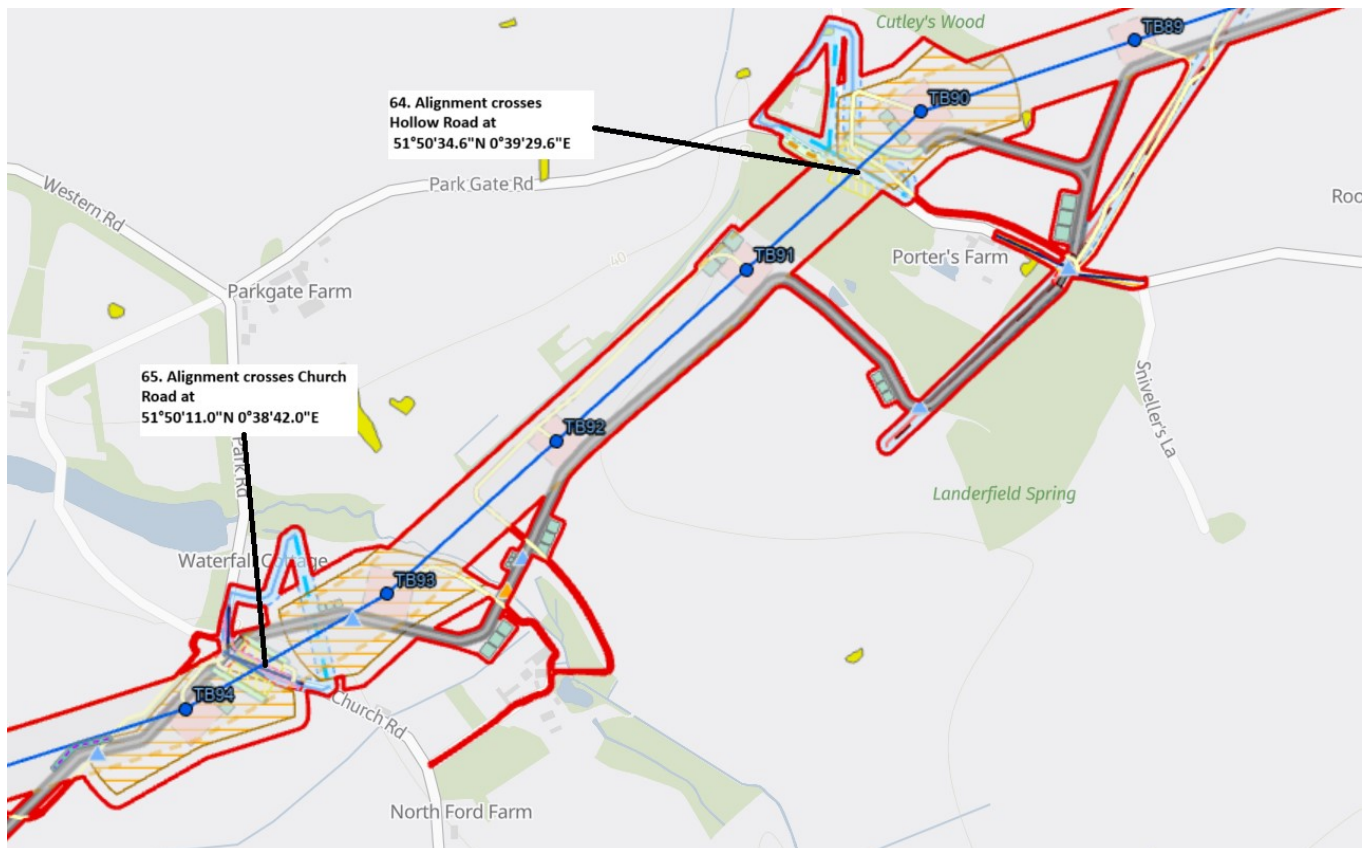 Cutley's Wood
TB89
64. Alignment crosses
Hollow Road at
51°50'34.6"N 0°39'29.6"E
TB90
Park Gate Rd
Western Rd
Roo
Porter's Farm
TB91
40
Parkgate Farm
65. Alignment crosses Church
Road at
51°50'11.0"N 0°38'42.0"E
Sniveller's La
TB92
Park Rd
Landerfield Spring
Waterfall Cottage
TB93
TB94
Church Rd
North Ford Farm